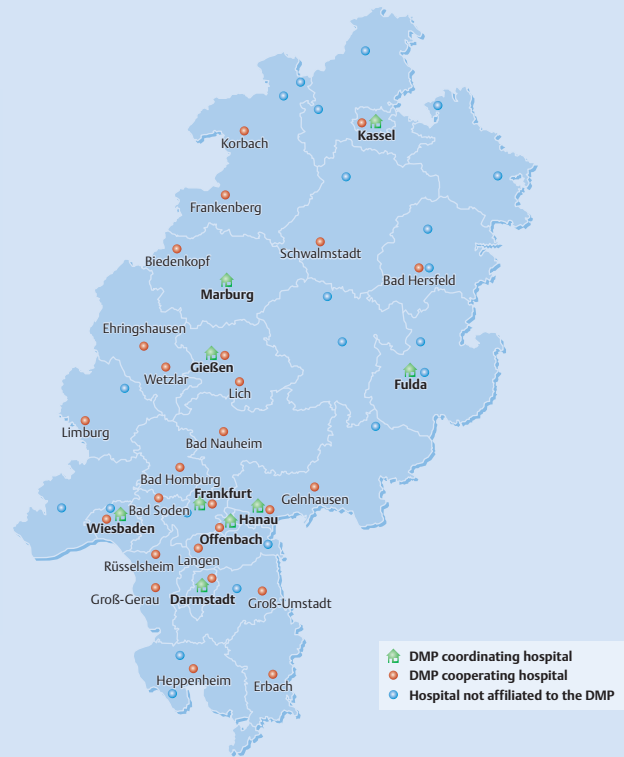 Kassel
Korbach
Frankenberg
Schwalmstadt
Biedenkopf
Bad Hersfeld
Marburg
Ehringshausen
Gießen
Wetzlar
Fulda
Lich
Limburg
Bad Nauheim
Bad Homburg
Frankfurt
Gelnhausen
Bad Soden
Hanau
Wiesbaden
Offenbach
Langen
Rüsselsheim
Groß-Gerau
Darmstadt
Groß-Umstadt
Heppenheim
Erbach
DMP coordinating hospital
DMP cooperating hospital
Hospital not affiliated to the DMP